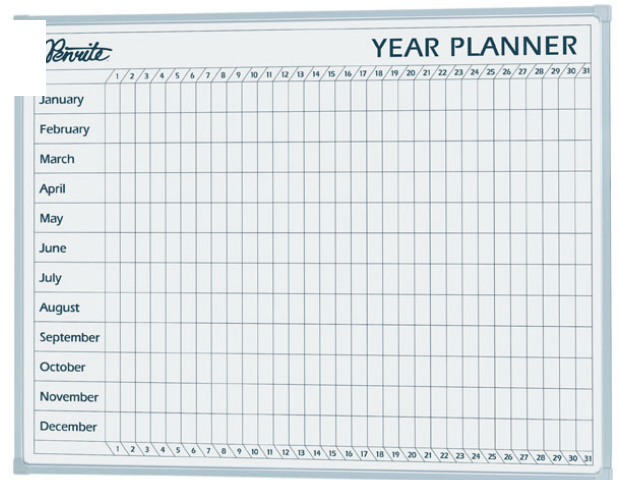 Penrite YEAR PLANNER
1 2 3 4 5 6 7 8 9 10 11 12 13 14 15 16 17 18 19 20 21 22 23 24 25 26 27 28 29 30 31
January
February
March
April
May
June
July
August
September
October
November
December
1 2 3 4 5 6 7 8 9 10 11 12 13 14 15 16 17 18 19 20 21 22 23 24 25 26 27 28 29 30 31